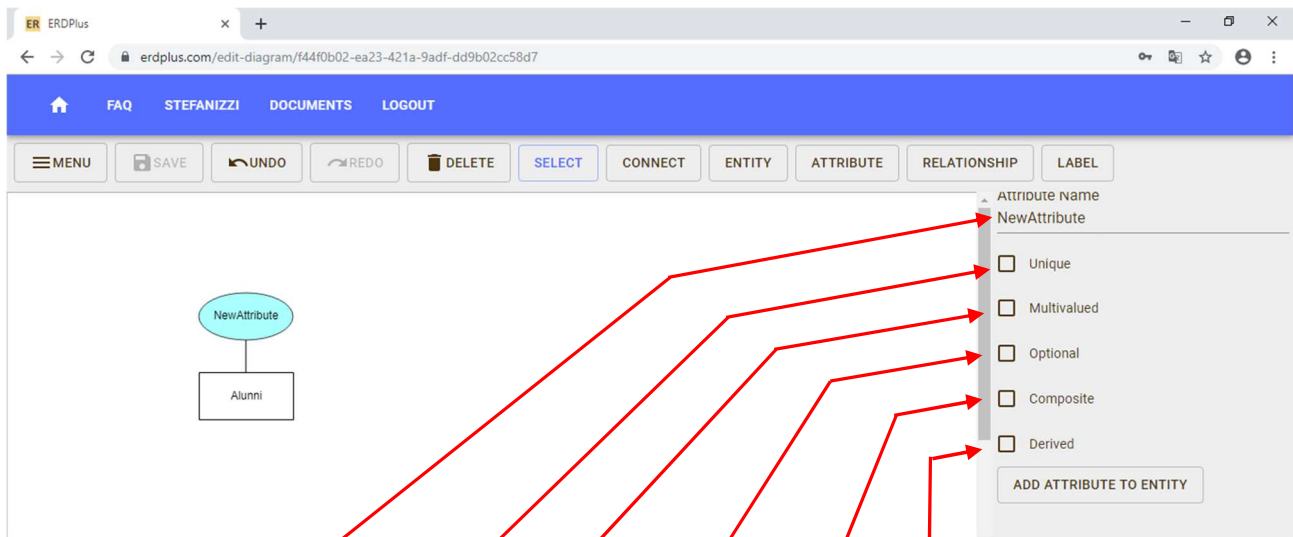 ER ERDPlus
erdplus.com/edit-diagram/f44f0b02-ea23-421a-9adf-dd9b02cc58d7
FAQ STEFANIZZI DOCUMENTS LOGOUT
MENU SAVE UNDO REDO DELETE SELECT CONNECT ENTITY ATTRIBUTE RELATIONSHIP LABEL
Attribute Name
NewAttribute
Unique
Multivalued
Optional
Composite
Derived
ADD ATTRIBUTE TO ENTITY
NewAttribute
Alunni